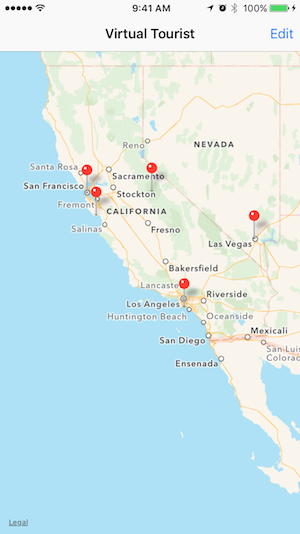 9:41 AM 100%
Virtual Tourist Edit
NEVADA
Reno
Santa Rosa
Sacramento
San Francisco
Stockton
Fremont
CALIFORNIA
Salinas
Fresno
Las Vegas
Bakersfield
Lancaster
Riverside
Los Angeles
Huntington Beach
Oceanside
Mexicali
San Diego
San Luis
Colorado
Ensenada
Legal